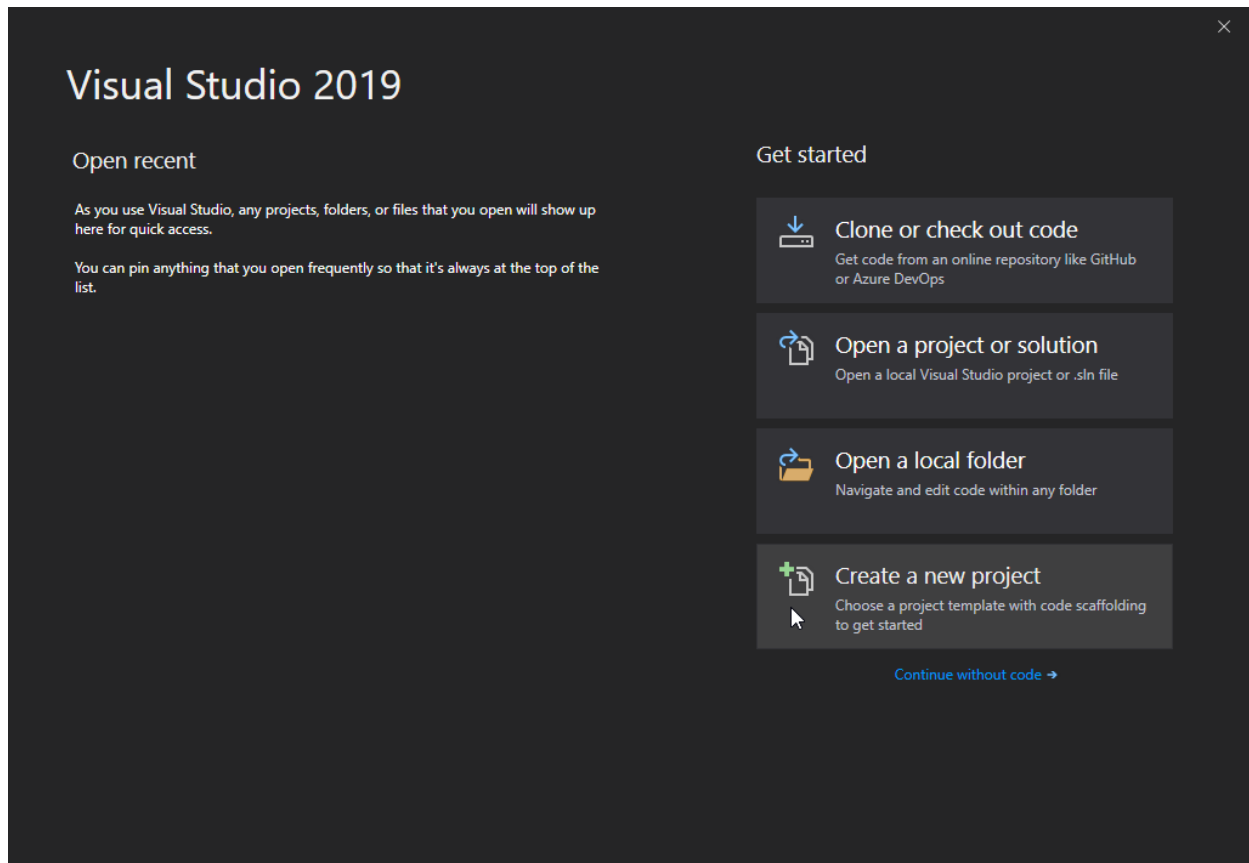 Visual Studio 2019
Open recent
As you use Visual Studio, any projects, folders, or files that you open will show up
here for quick access.
You can pin anything that you open frequently so that it's always at the top of the
list.
Get started
Clone or check out code
Get code from an online repository like GitHub
or Azure DevOps
Open a project or solution
Open a local Visual Studio project or .sln file
Open a local folder
Navigate and edit code within any folder
Create a new project
Choose a project template with code scaffolding
to get started
Continue without code →